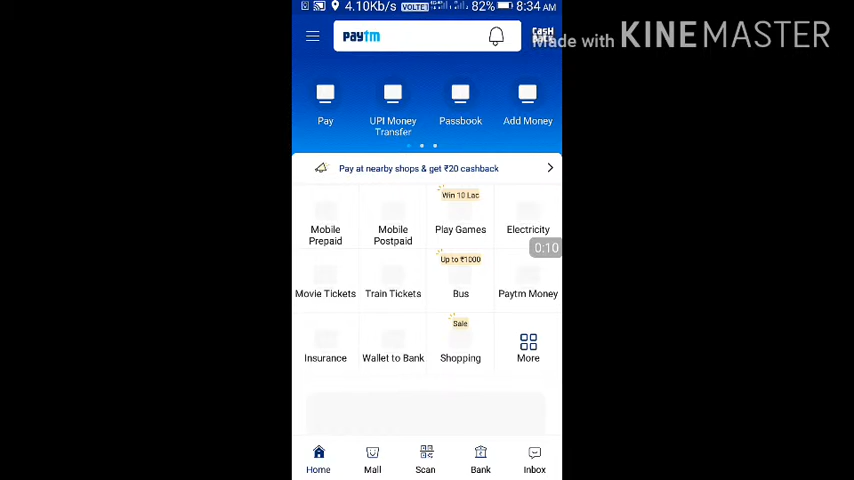 4.10Kb/s VOLTE1 82% 8:34 AM
paytm
CASH
Made with KINEMASTER
Pay
UPI Money
Transfer
Passbook
Add Money
Pay at nearby shops & get ₹20 cashback
Win 10 Lac
Mobile
Prepaid
Mobile
Postpaid
Play Games
Electricity
0:10
Up to ₹1000
Movie Tickets
Train Tickets
Bus
Paytm Money
Sale
Insurance
Wallet to Bank
Shopping
More
Home
Mall
Scan
Bank
Inbox